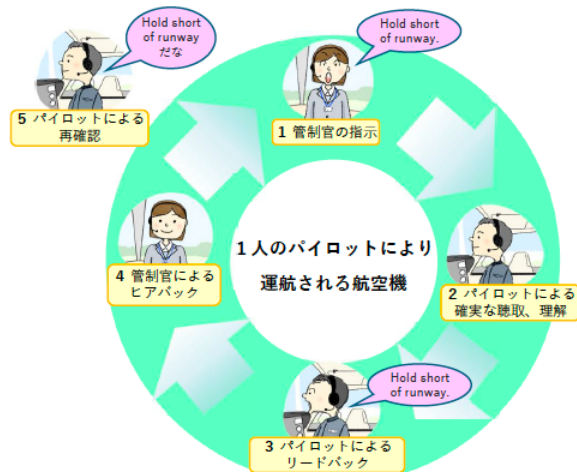 Hold short
of runway.
1 管制官の指示
2 パイロットによる
確実な聴取、理解
Hold short
of runway.
3 パイロットによる
リードバック
4 管制官による
ヒアバック
Hold short
of runway
だな
5 パイロットによる
再確認
1人のパイロットにより
運航される航空機